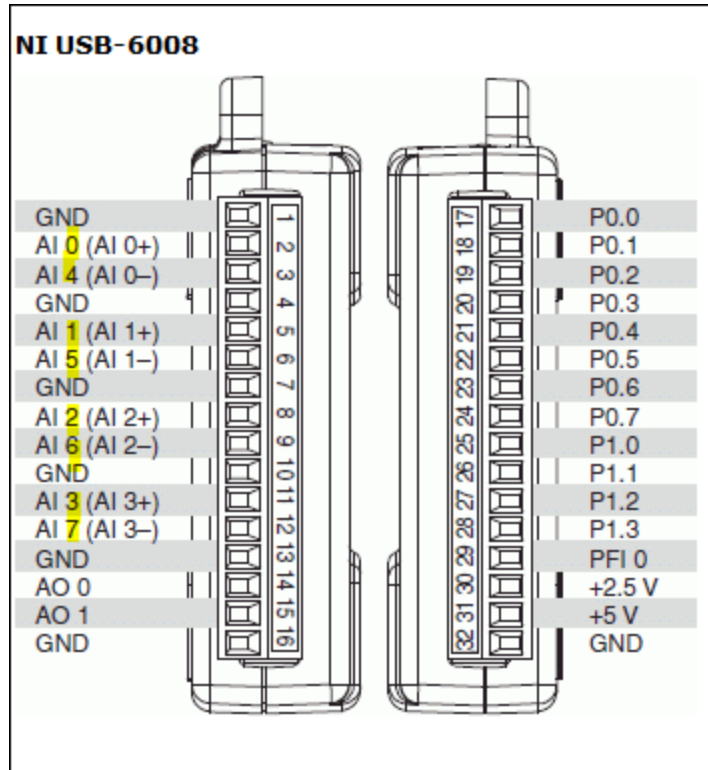 NI USB-6008
GND 1 17 P0.0
AI 0 (AI 0+) 2 18 P0.1
AI 4 (AI 0–) 3 19 P0.2
GND 4 20 P0.3
AI 1 (AI 1+) 5 21 P0.4
AI 5 (AI 1–) 6 22 P0.5
GND 7 23 P0.6
AI 2 (AI 2+) 8 24 P0.7
AI 6 (AI 2–) 9 25 P1.0
GND 10 26 P1.1
AI 3 (AI 3+) 11 27 P1.2
AI 7 (AI 3–) 12 28 P1.3
GND 13 29 PFI 0
AO 0 14 30 +2.5 V
AO 1 15 31 +5 V
GND 16 32 GND